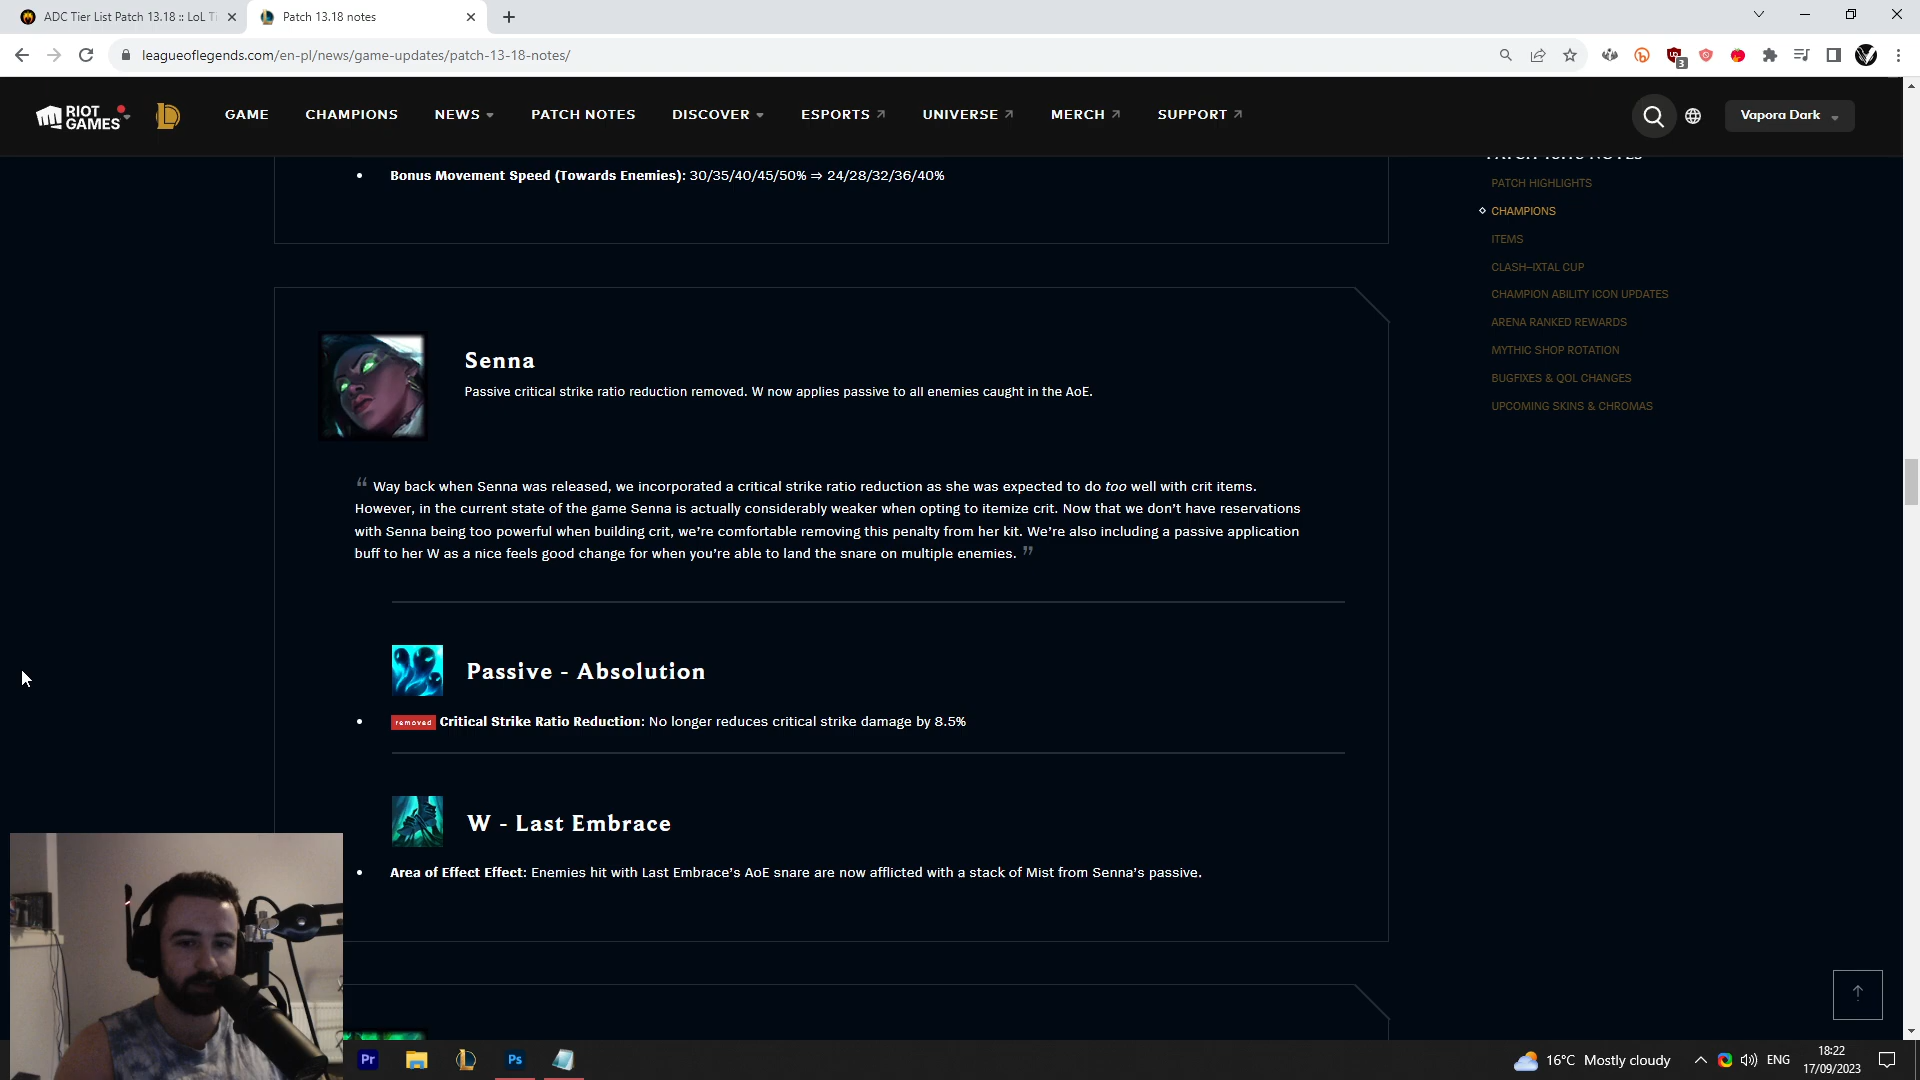 ADC Tier List Patch 13.18 :: LoL Ti
Patch 13.18 notes
leagueoflegends.com/en-pl/news/game-updates/patch-13-18-notes/
3
RIOT GAMES
GAME
CHAMPIONS
NEWS
PATCH NOTES
DISCOVER
ESPORTS
UNIVERSE
MERCH
SUPPORT
Vapora Dark
Bonus Movement Speed (Towards Enemies): 30/35/40/45/50% ⇒ 24/28/32/36/40%
PATCH 13.18 NOTES
PATCH HIGHLIGHTS
CHAMPIONS
ITEMS
CLASH–IXTAL CUP
CHAMPION ABILITY ICON UPDATES
ARENA RANKED REWARDS
MYTHIC SHOP ROTATION
BUGFIXES & QOL CHANGES
UPCOMING SKINS & CHROMAS
Senna
Passive critical strike ratio reduction removed. W now applies passive to all enemies caught in the AoE.
“ Way back when Senna was released, we incorporated a critical strike ratio reduction as she was expected to do too well with crit items.
However, in the current state of the game Senna is actually considerably weaker when opting to itemize crit. Now that we don’t have reservations
with Senna being too powerful when building crit, we’re comfortable removing this penalty from her kit. We’re also including a passive application
buff to her W as a nice feels good change for when you’re able to land the snare on multiple enemies. ”
Passive - Absolution
removed Critical Strike Ratio Reduction: No longer reduces critical strike damage by 8.5%
W - Last Embrace
Area of Effect Effect: Enemies hit with Last Embrace’s AoE snare are now afflicted with a stack of Mist from Senna’s passive.
Pr
Ps
16°C Mostly cloudy
ENG
18:22
17/09/2023